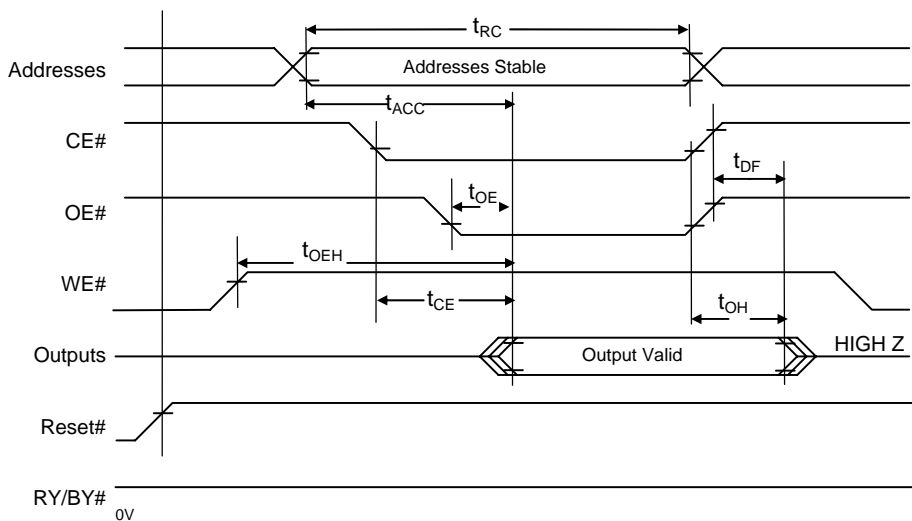 tRC
Addresses
Addresses Stable
tACC
CE#
tDF
tOE
OE#
tOEH
WE#
tCE
tOH
Outputs
Output Valid
HIGH Z
Reset#
RY/BY#
0V